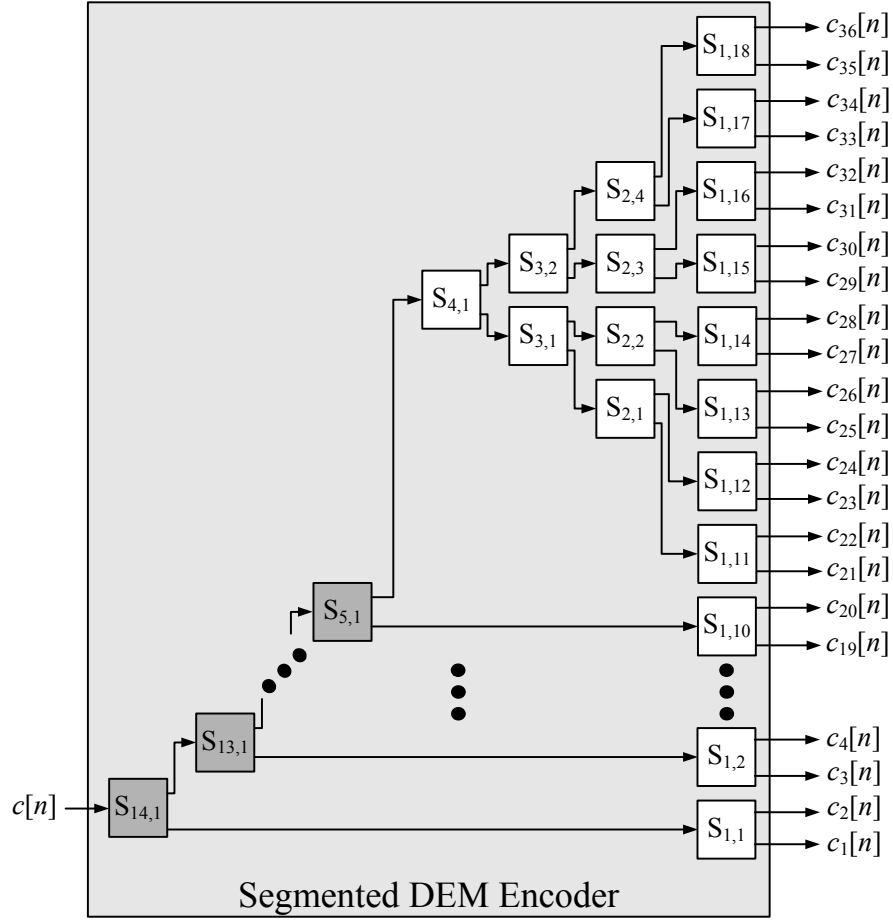 S1,18
c36[n]
c35[n]
S1,17
c34[n]
c33[n]
S2,4
S1,16
c32[n]
c31[n]
S3,2
S2,3
S1,15
c30[n]
c29[n]
S4,1
S3,1
S2,2
S1,14
c28[n]
c27[n]
S2,1
S1,13
c26[n]
c25[n]
S1,12
c24[n]
c23[n]
S1,11
c22[n]
c21[n]
S5,1
S1,10
c20[n]
c19[n]
S13,1
S1,2
c4[n]
c3[n]
c[n]
S14,1
S1,1
c2[n]
c1[n]
Segmented DEM Encoder